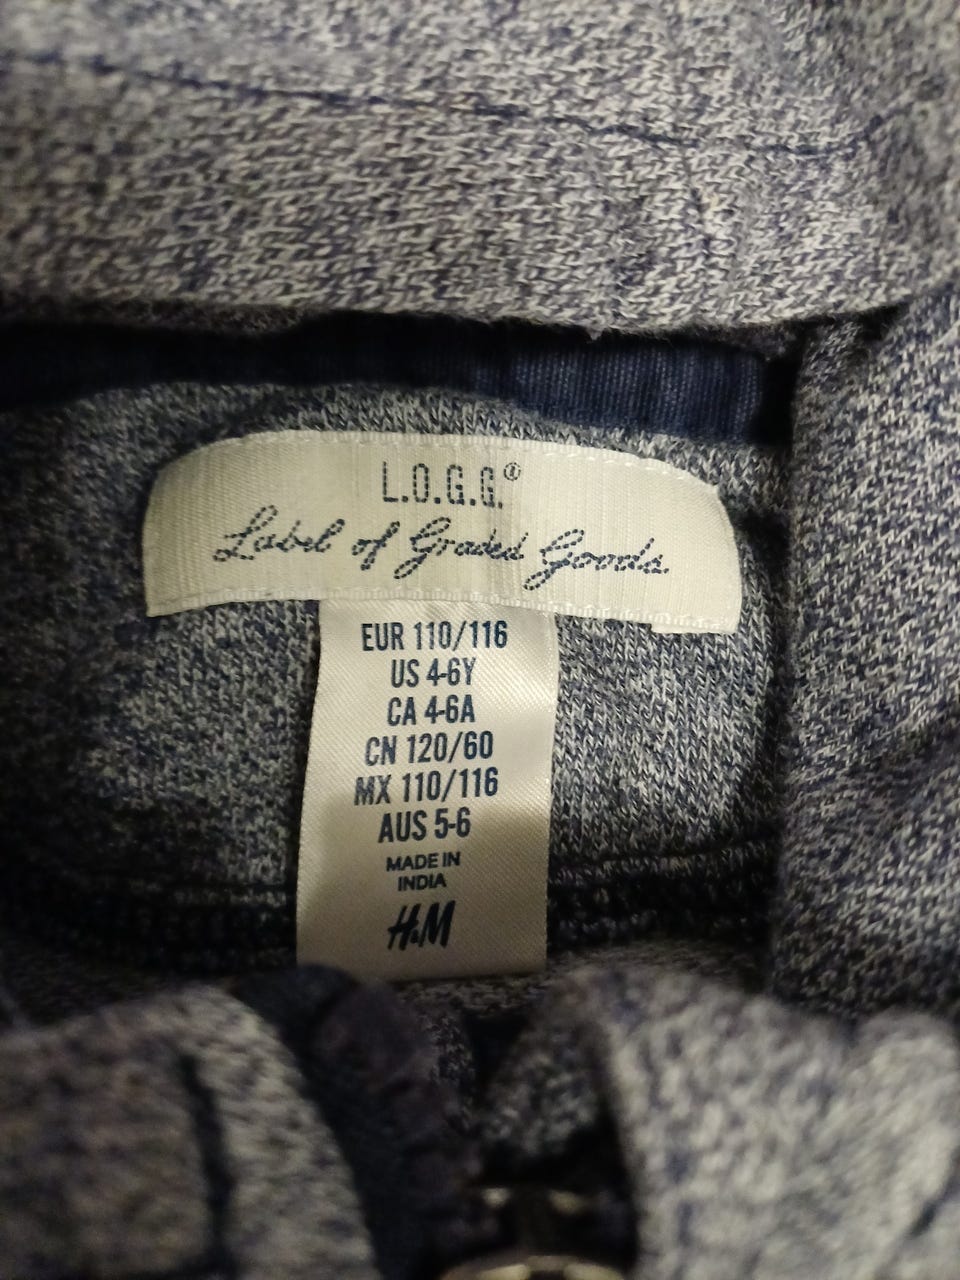 L.O.G.G.®
Label of Graded Goods.
EUR 110/116
US 4-6Y
CA 4-6A
CN 120/60
MX 110/116
AUS 5-6
MADE IN
INDIA
H&M